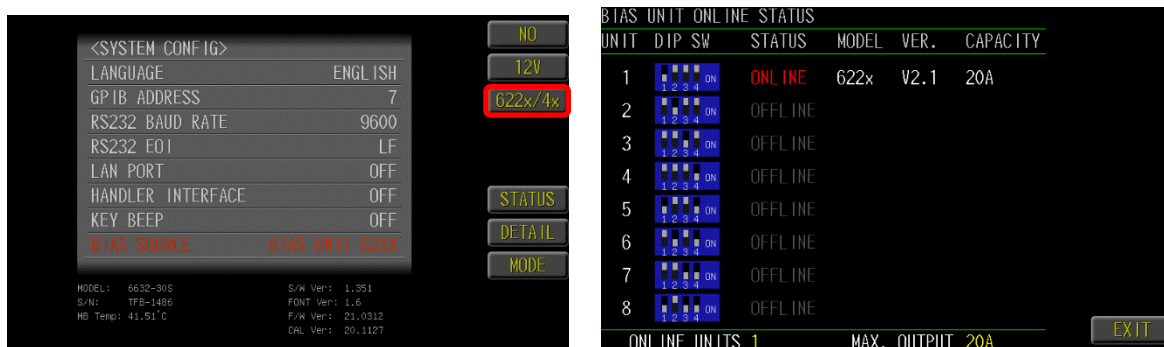 <SYSTEM CONFIG>
LANGUAGE ENGLISH
GPIB ADDRESS 7
RS232 BAUD RATE 9600
RS232 EOI LF
LAN PORT OFF
HANDLER INTERFACE OFF
KEY BEEP OFF
BIAS SOURCE BIAS UNIT 62XX
MODEL: 6632-30S S/W Ver: 1.351
S/N: TFB-1486 FONT Ver: 1.6
MB Temp: 41.51°C F/W Ver: 21.0312
CAL Ver: 20.1127
NO
12V
622x/4x
STATUS
DETAIL
MODE
BIAS UNIT ONLINE STATUS
UNIT DIP SW STATUS MODEL VER. CAPACITY
1 1 2 3 4 ON ONLINE 622x V2.1 20A
2 1 2 3 4 ON OFFLINE
3 1 2 3 4 ON OFFLINE
4 1 2 3 4 ON OFFLINE
5 1 2 3 4 ON OFFLINE
6 1 2 3 4 ON OFFLINE
7 1 2 3 4 ON OFFLINE
8 1 2 3 4 ON OFFLINE
ONLINE UNITS 1 MAX. OUTPUT 20A
EXIT